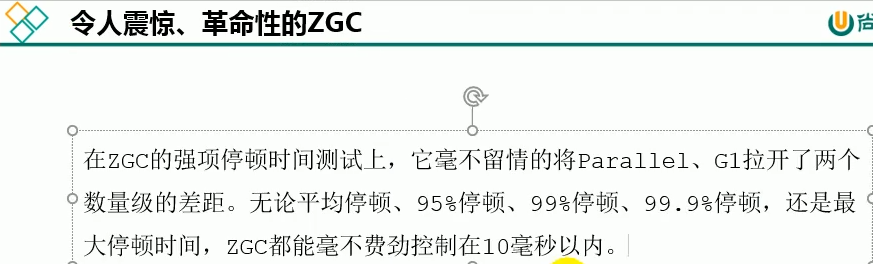 令人震惊、革命性的ZGC
尚
在ZGC的强项停顿时间测试上，它毫不留情的将Parallel、G1拉开了两个
数量级的差距。无论平均停顿、95%停顿、99%停顿、99.9%停顿，还是最
大停顿时间，ZGC都能毫不费劲控制在10毫秒以内。